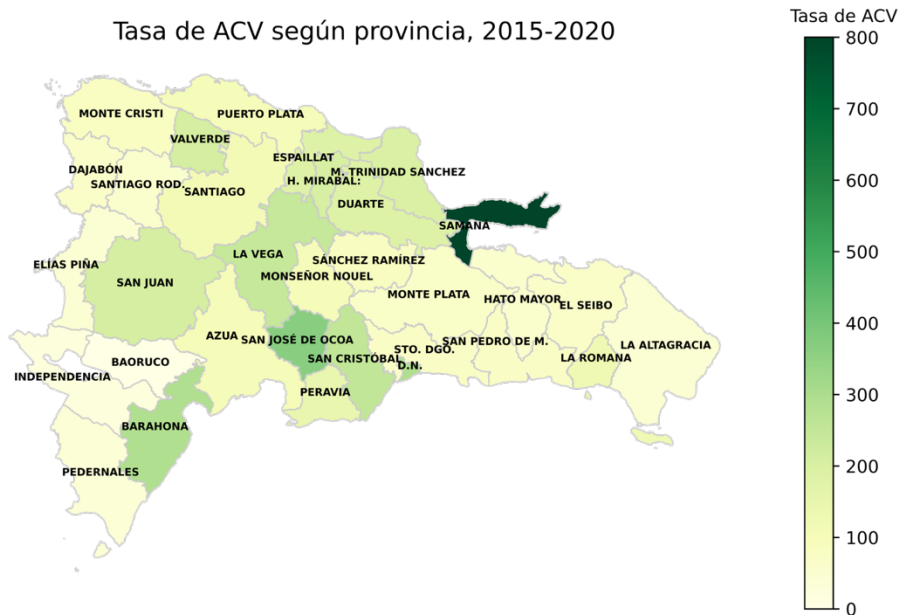 Tasa de ACV según provincia, 2015-2020
Tasa de ACV
800
700
600
500
400
300
200
100
0
MONTE CRISTI
PUERTO PLATA
VALVERDE
ESPAILLAT
DAJABÓN
M. TRINIDAD SANCHEZ
SANTIAGO ROD.
H. MIRABAL:
SANTIAGO
DUARTE
SAMANÁ
LA VEGA
SÁNCHEZ RAMÍREZ
ELÍAS PIÑA
MONSEÑOR NOUEL
SAN JUAN
MONTE PLATA
HATO MAYOR
EL SEIBO
AZUA
SAN JOSÉ DE OCOA
SAN PEDRO DE M.
LA ALTAGRACIA
STO. DGO.
SAN CRISTÓBAL
LA ROMANA
BAORUCO
D.N.
INDEPENDENCIA
PERAVIA
BARAHONA
PEDERNALES